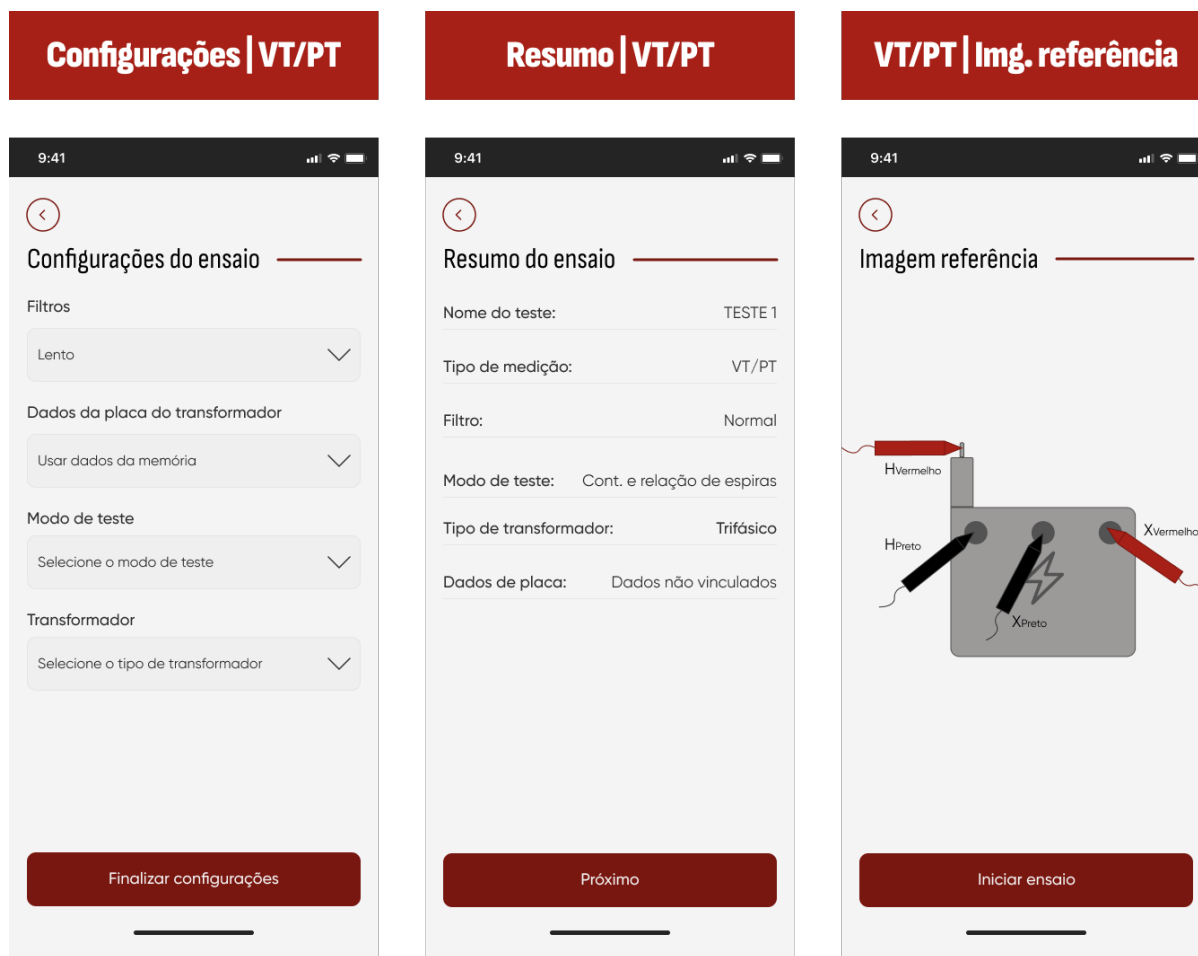 Configurações | VT/PT
9:41
Configurações do ensaio
Filtros
Lento
Dados da placa do transformador
Usar dados da memória
Modo de teste
Selecione o modo de teste
Transformador
Selecione o tipo de transformador
Finalizar configurações
Resumo | VT/PT
9:41
Resumo do ensaio
Nome do teste: TESTE 1
Tipo de medição: VT/PT
Filtro: Normal
Modo de teste: Cont. e relação de espiras
Tipo de transformador: Trifásico
Dados de placa: Dados não vinculados
Próximo
VT/PT | Img. referência
9:41
Imagem referência
HVermelho
XVermelho
HPreto
XPreto
Iniciar ensaio